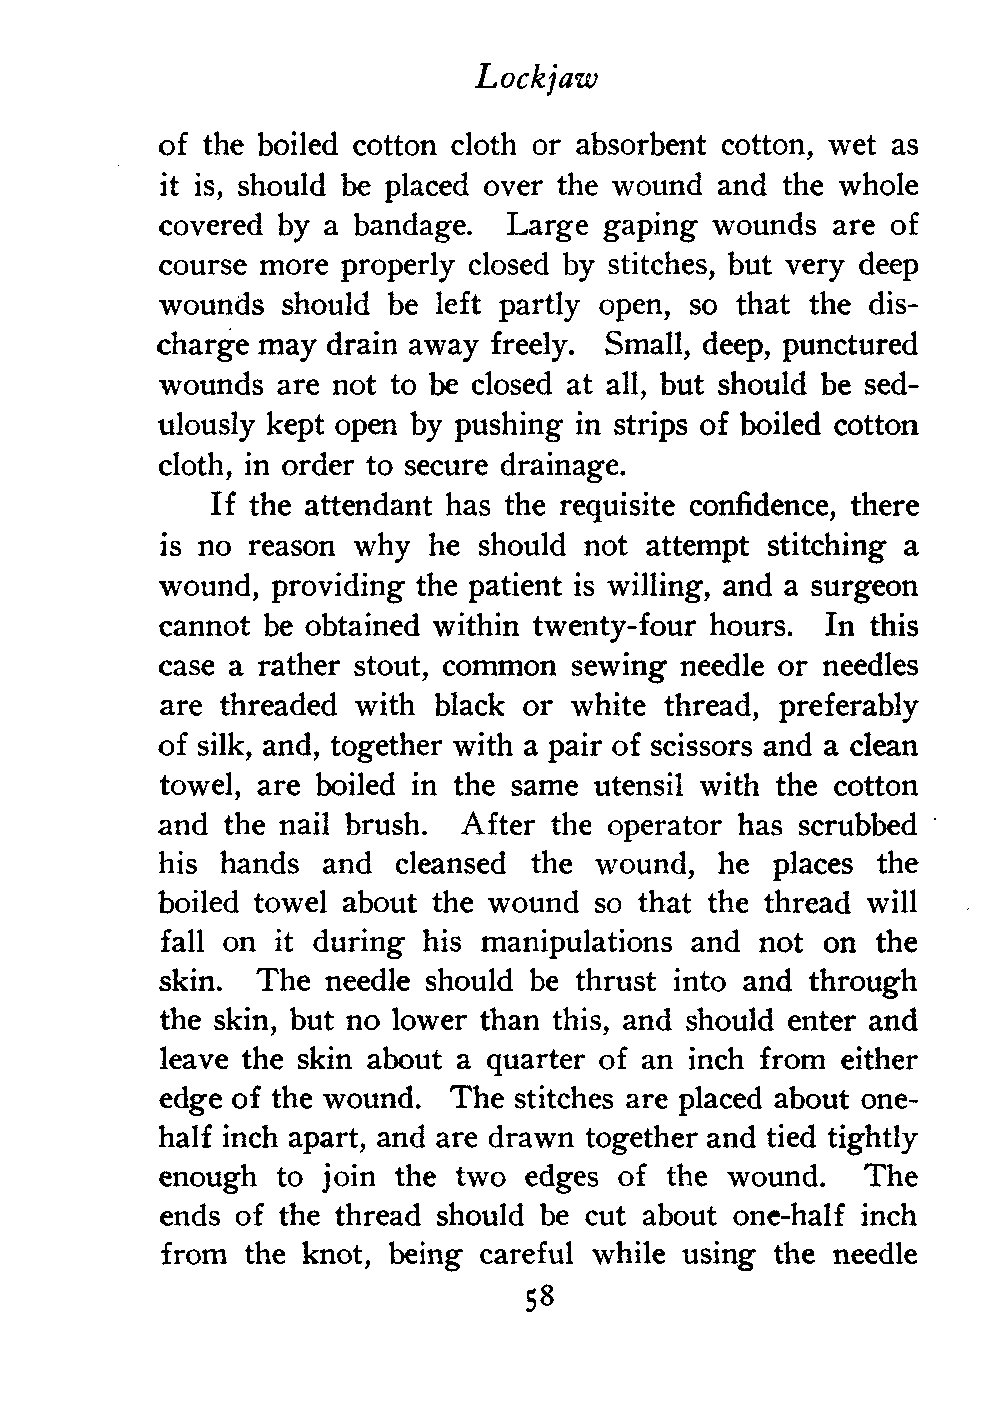 Lockjaw
of the boiled cotton cloth or absorbent cotton, wet as
it is, should be placed over the wound and the whole
covered by a bandage. Large gaping wounds are of
course more properly closed by stitches, but very deep
wounds should be left partly open, so that the dis-
charge may drain away freely. Small, deep, punctured
wounds are not to be closed at all, but should be sed-
ulously kept open by pushing in strips of boiled cotton
cloth, in order to secure drainage.
If the attendant has the requisite confidence, there
is no reason why he should not attempt stitching a
wound, providing the patient is willing, and a surgeon
cannot be obtained within twenty-four hours. In this
case a rather stout, common sewing needle or needles
are threaded with black or white thread, preferably
of silk, and, together with a pair of scissors and a clean
towel, are boiled in the same utensil with the cotton
and the nail brush. After the operator has scrubbed
his hands and cleansed the wound, he places the
boiled towel about the wound so that the thread will
fall on it during his manipulations and not on the
skin. The needle should be thrust into and through
the skin, but no lower than this, and should enter and
leave the skin about a quarter of an inch from either
edge of the wound. The stitches are placed about one-
half inch apart, and are drawn together and tied tightly
enough to join the two edges of the wound. The
ends of the thread should be cut about one-half inch
from the knot, being careful while using the needle
58